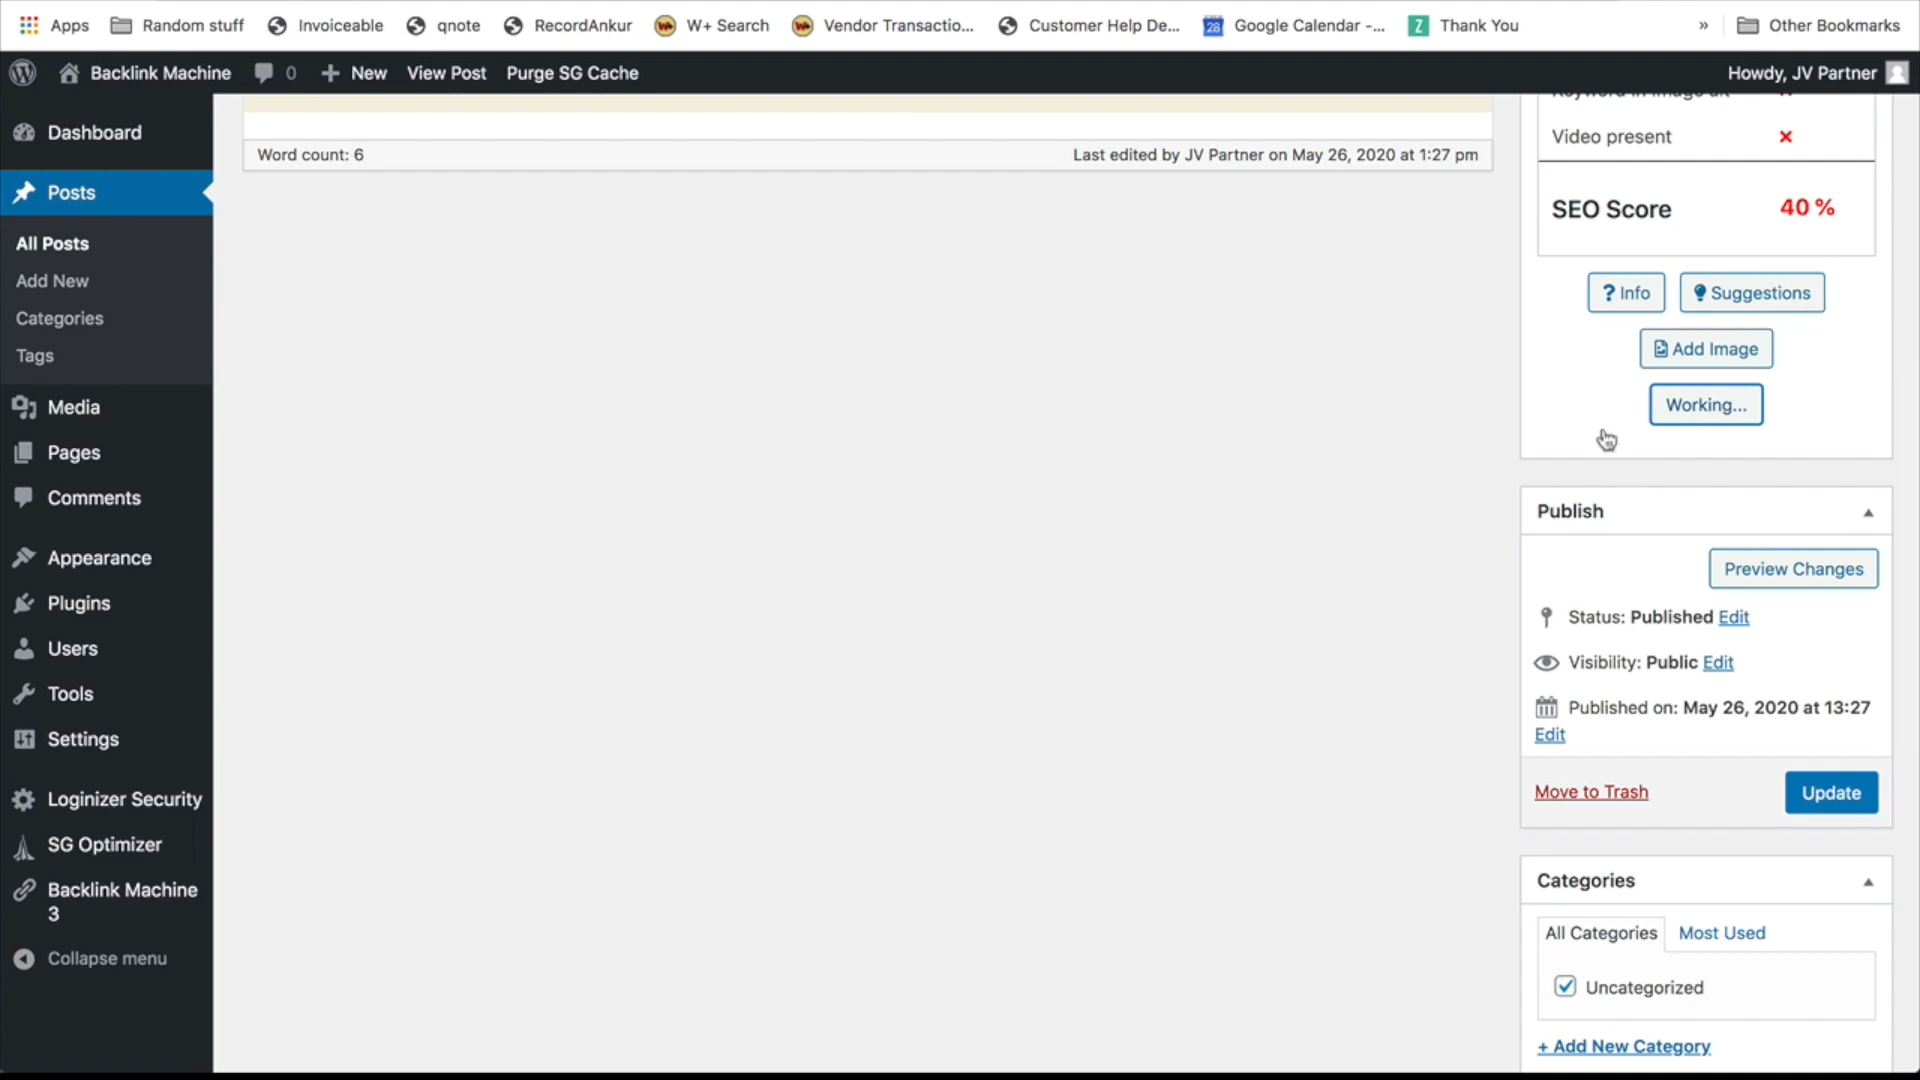 Apps Random stuff Invoiceable qnote RecordAnkur W+ Search Vendor Transactio... Customer Help De... 28 Google Calendar -... Z Thank You » Other Bookmarks
Backlink Machine 0 + New View Post Purge SG Cache Howdy, JV Partner
Dashboard
Posts
All Posts
Add New
Categories
Tags
Media
Pages
Comments
Appearance
Plugins
Users
Tools
Settings
Loginizer Security
SG Optimizer
Backlink Machine
3
Collapse menu
Word count: 6 Last edited by JV Partner on May 26, 2020 at 1:27 pm
Keyword in image alt
Video present ×
SEO Score 40 %
? Info Suggestions
Add Image
Working...
Publish
Preview Changes
Status: Published Edit
Visibility: Public Edit
Published on: May 26, 2020 at 13:27
Edit
Move to Trash Update
Categories
All Categories Most Used
Uncategorized
+ Add New Category